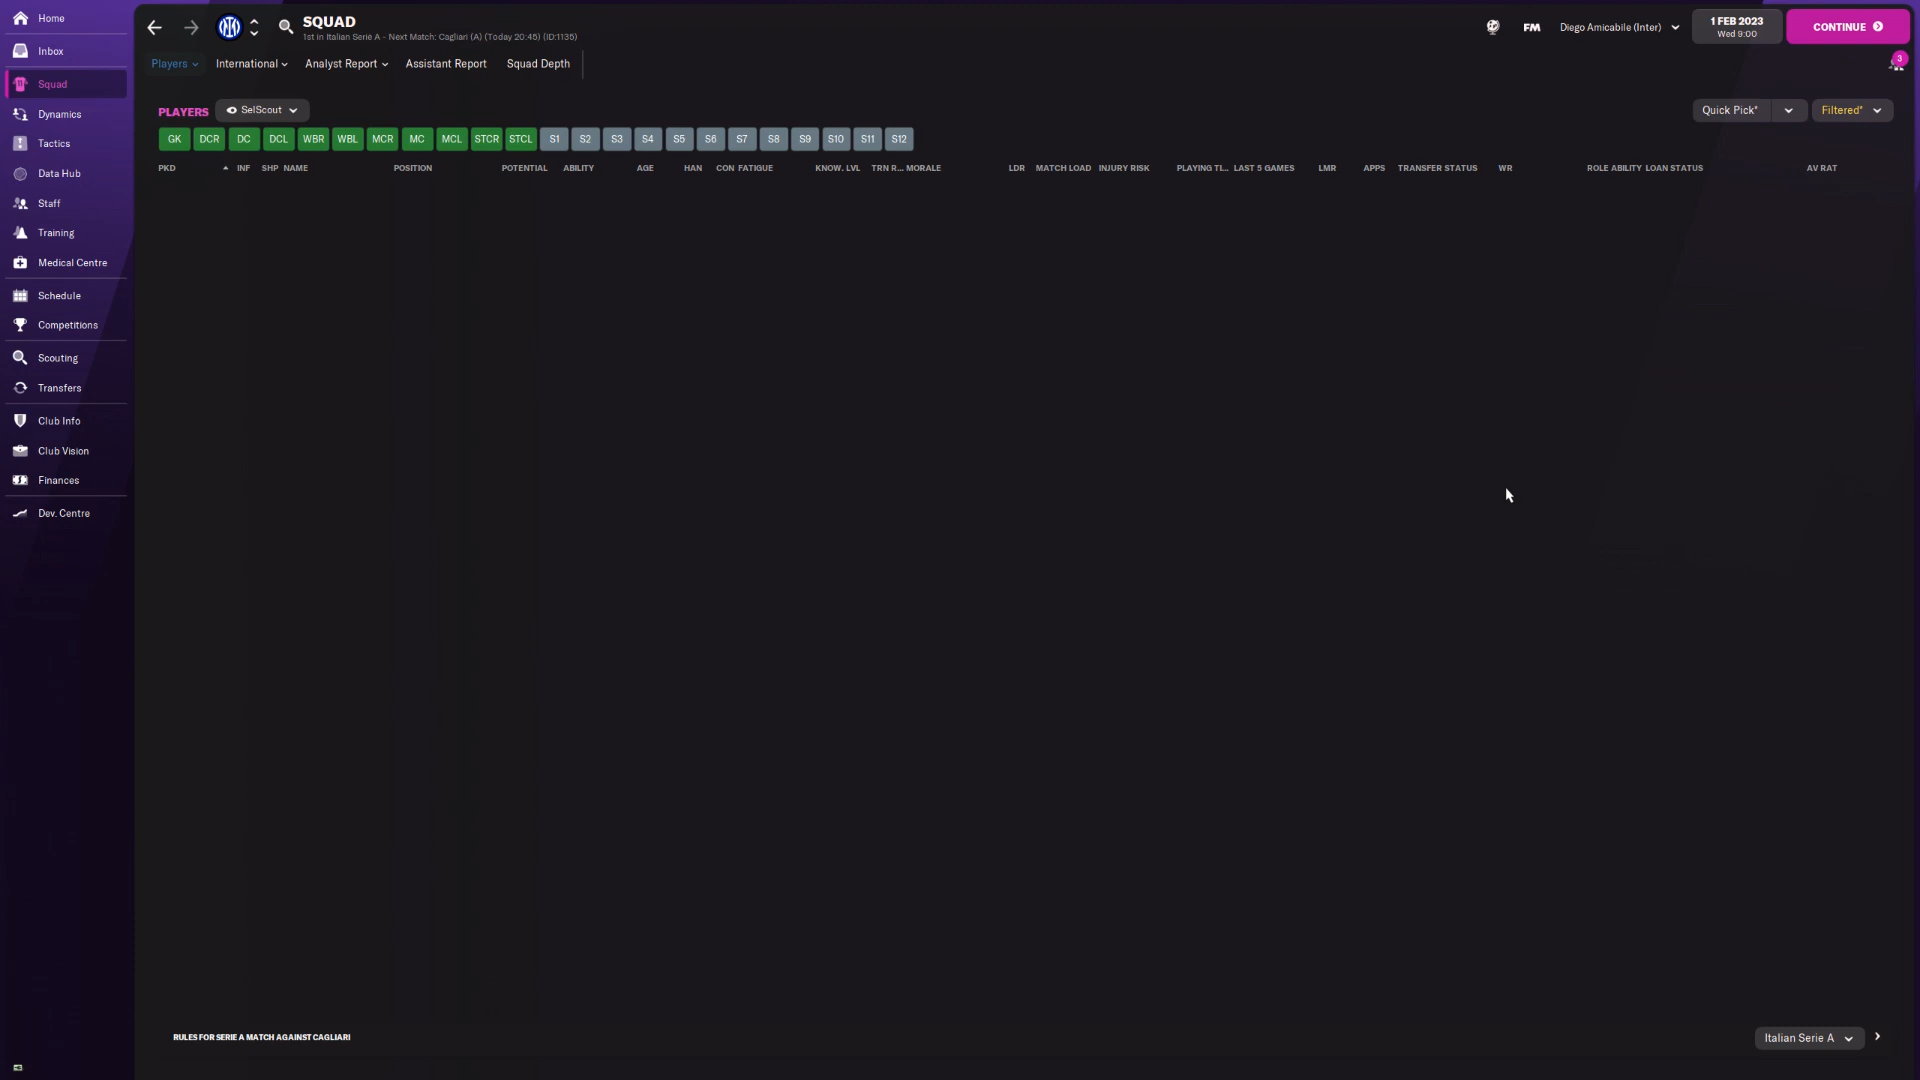 Home
Inbox
Squad
Dynamics
Tactics
Data Hub
Staff
Training
Medical Centre
Schedule
Competitions
Scouting
Transfers
Club Info
Club Vision
Finances
Dev. Centre
SQUAD
1st in Italian Serie A - Next Match: Cagliari (A) (Today 20:45) (ID:1135)
FM
Diego Amicabile (Inter)
1 FEB 2023
Wed 9:00
CONTINUE
3
Players
International
Analyst Report
Assistant Report
Squad Depth
PLAYERS
SelScout
Quick Pick*
Filtered*
GK DCR DC DCL WBR WBL MCR MC MCL STCR STCL S1 S2 S3 S4 S5 S6 S7 S8 S9 S10 S11 S12
PKD INF SHP NAME POSITION POTENTIAL ABILITY AGE HAN CON FATIGUE KNOW. LVL TRN R... MORALE LDR MATCH LOAD INJURY RISK PLAYING TI... LAST 5 GAMES LMR APPS TRANSFER STATUS WR ROLE ABILITY LOAN STATUS AV RAT
RULES FOR SERIE A MATCH AGAINST CAGLIARI
Italian Serie A